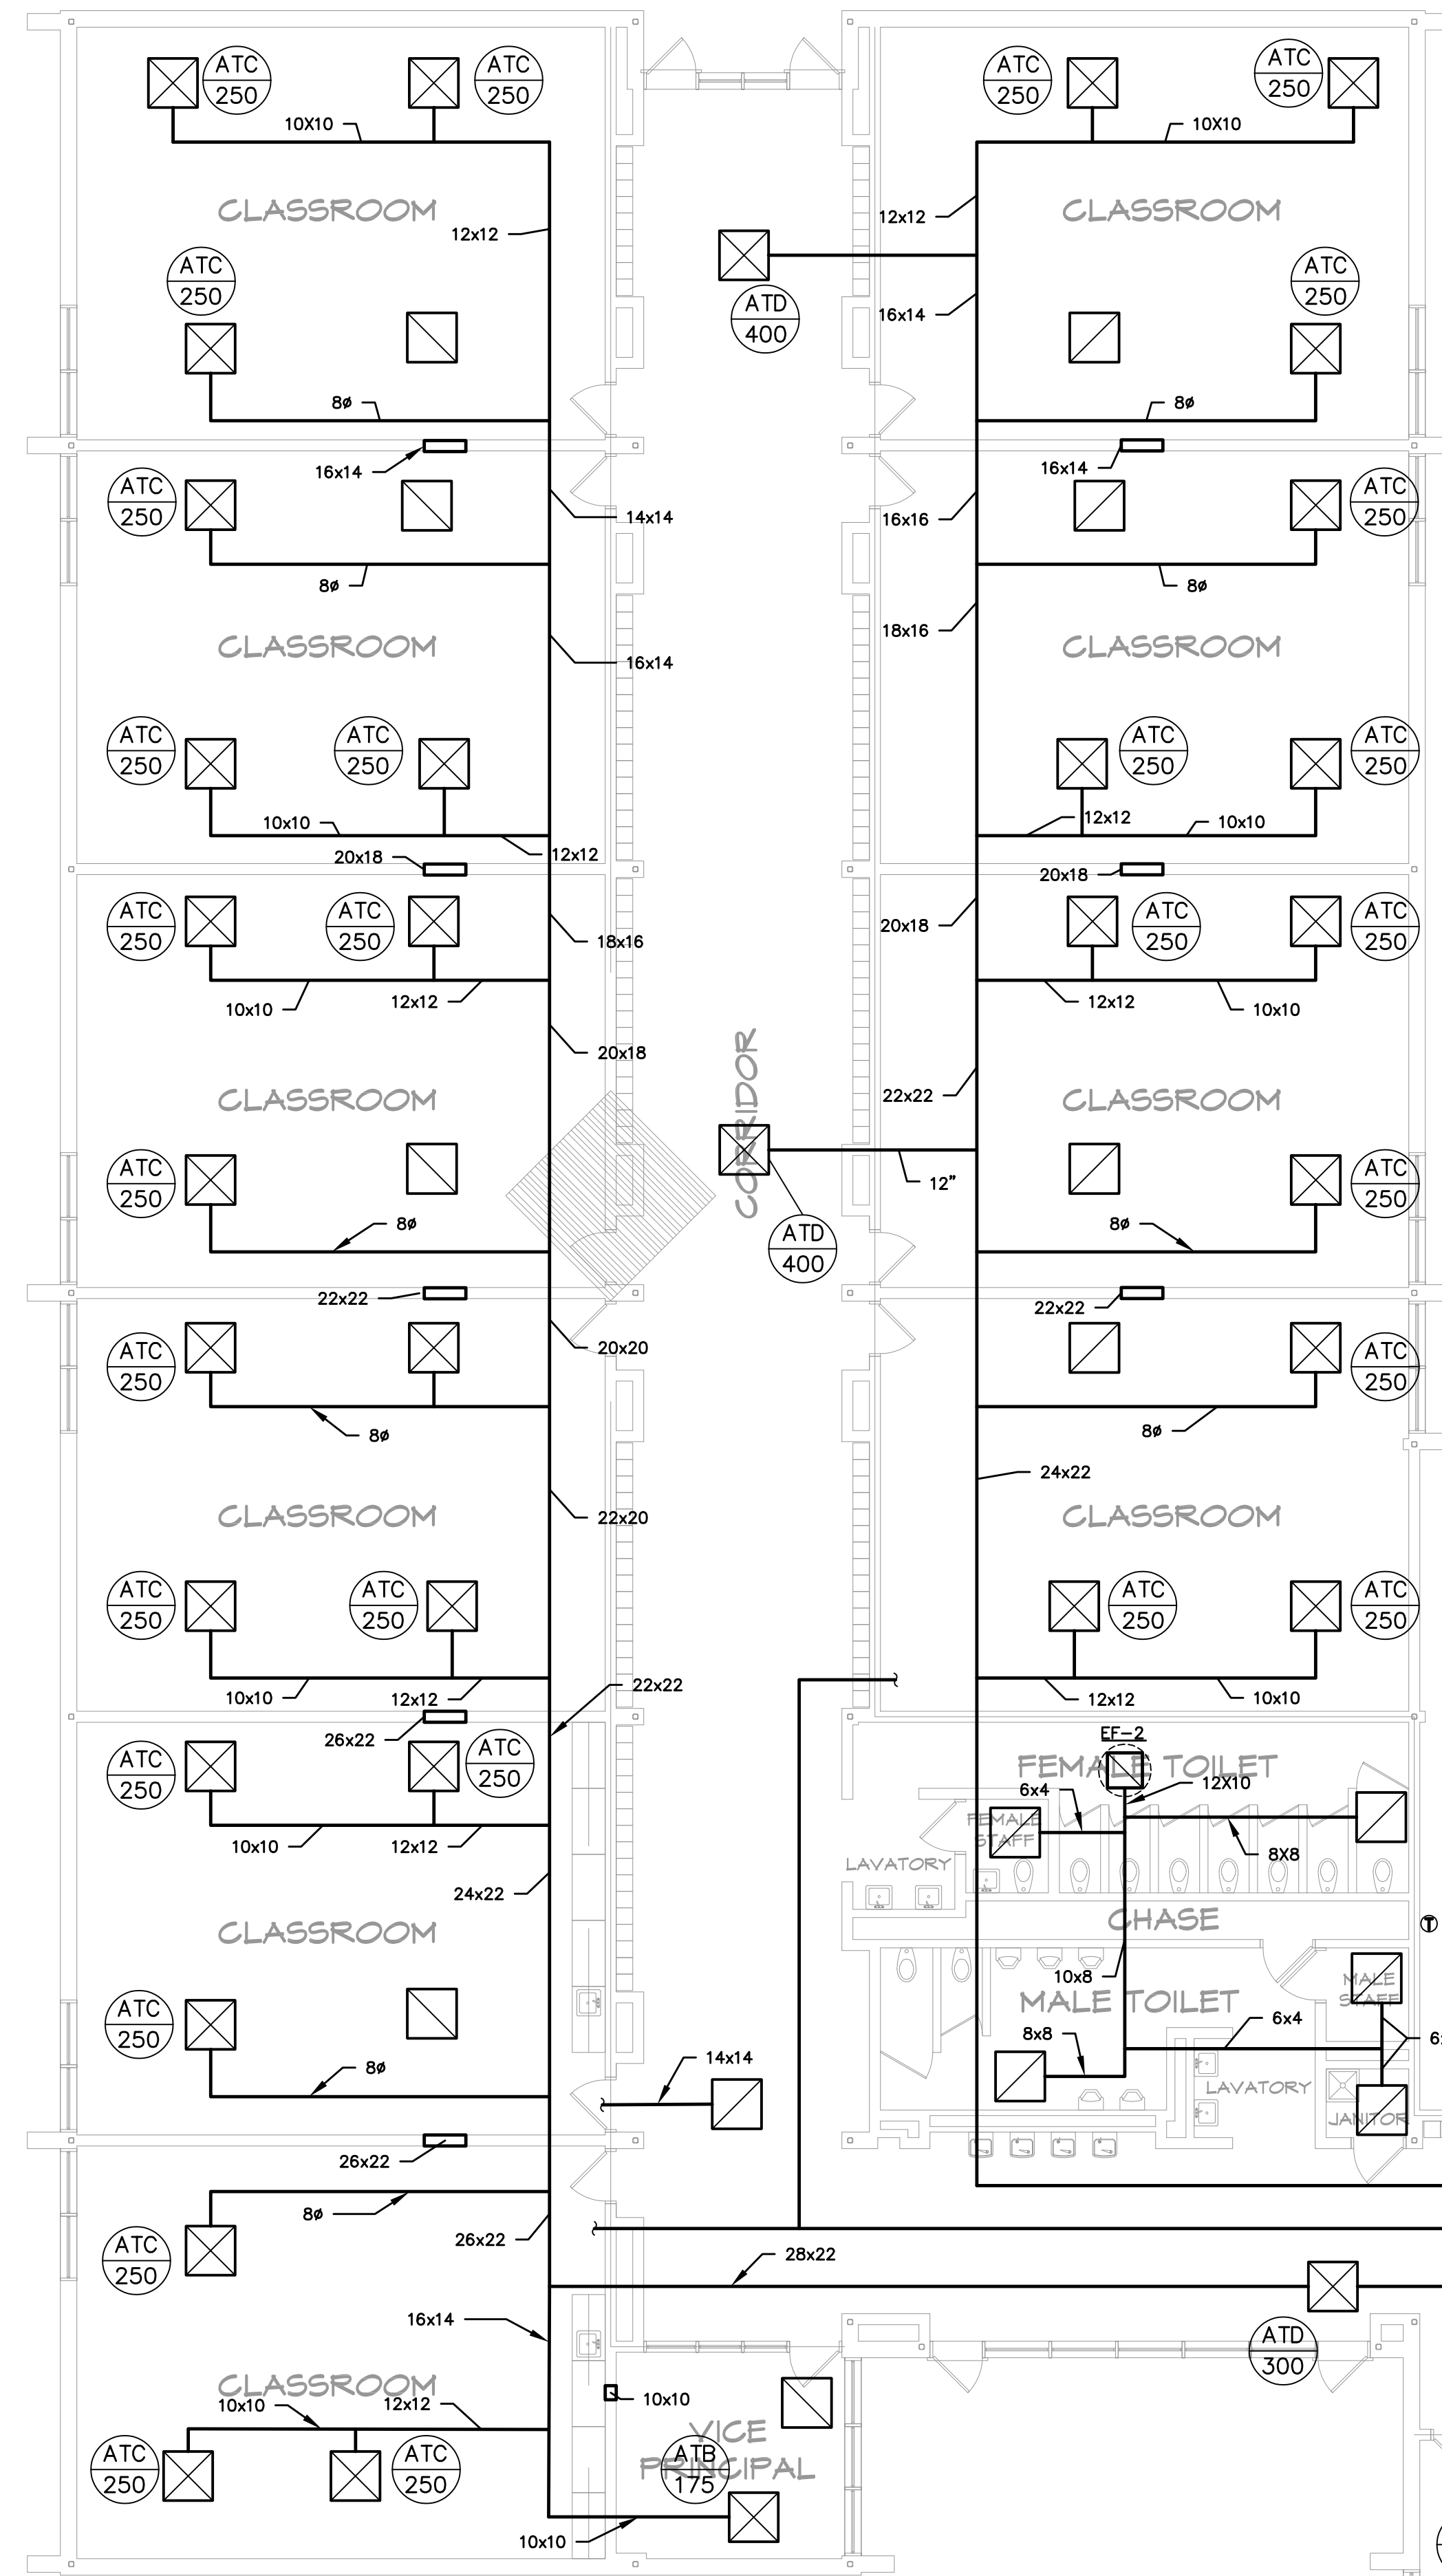 ATC
250
ATC
250
ATC
250
ATC
250
10X10
10X10
CLASSROOM
CLASSROOM
12x12
12x12
ATC
250
ATD
400
16x14
ATC
250
8ø
8ø
16x14
16x14
ATC
250
14x14
16x16
ATC
250
8ø
8ø
CLASSROOM
16x14
18x16
CLASSROOM
ATC
250
ATC
250
ATC
250
ATC
250
10x10
12x12
12x12
10x10
20x18
20x18
ATC
250
ATC
250
18x16
20x18
ATC
250
ATC
250
10x10
12x12
12x12
10x10
20x18
CLASSROOM
CORRIDOR
22x22
CLASSROOM
ATC
250
12"
ATC
250
8ø
ATD
400
8ø
22x22
22x22
ATC
250
20x20
ATC
250
8ø
8ø
24x22
CLASSROOM
22x20
CLASSROOM
ATC
250
ATC
250
ATC
250
ATC
250
10x10
12x12
22x22
12x12
10x10
26x22
ATC
250
ATC
250
EF-2
FEMALE TOILET
6x4
12X10
FEMALE
STAFF
10x10
12x12
8X8
LAVATORY
24x22
CLASSROOM
CHASE
T
10x8
MALE
STAFF
MALE TOILET
ATC
250
8x8
6x4
8ø
14x14
LAVATORY
JANITOR
26x22
8ø
26x22
ATC
250
28x22
16x14
ATD
300
CLASSROOM
10x10
12x12
10x10
VICE
PRINCIPAL
ATC
250
ATC
250
ATB
175
10x10